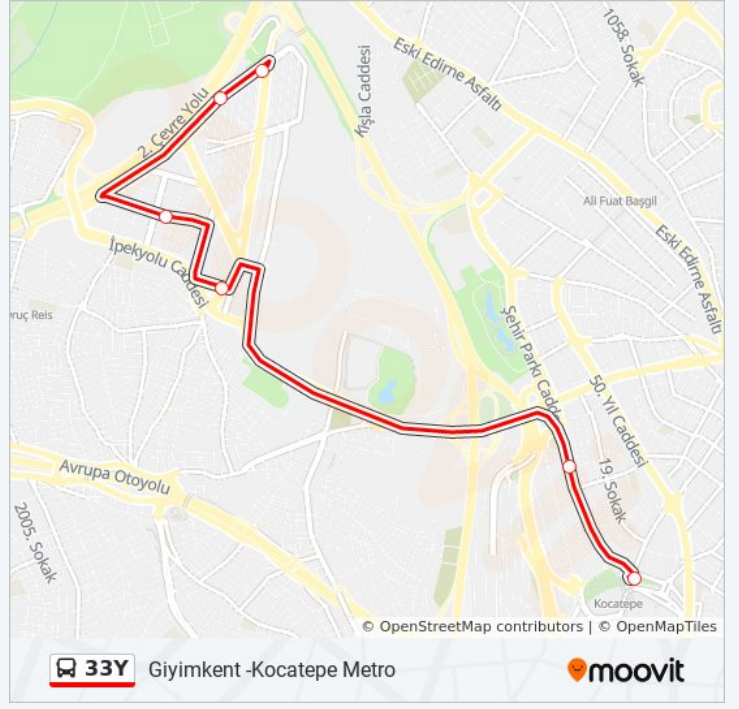 1058. Sokak
Eski Edirne Asfaltı
Kışla Caddesi
2. Çevre Yolu
Ali Fuat Başgil
Eski Edirne Asfaltı
İpekyolu Caddesi
ruç Reis
Şehir Parkı Cadde
50. Yıl Caddesi
19. Sokak
Avrupa Otoyolu
2005. Sokak
Kocatepe
© OpenStreetMap contributors | © OpenMapTiles
33Y Giyimkent -Kocatepe Metro
moovit